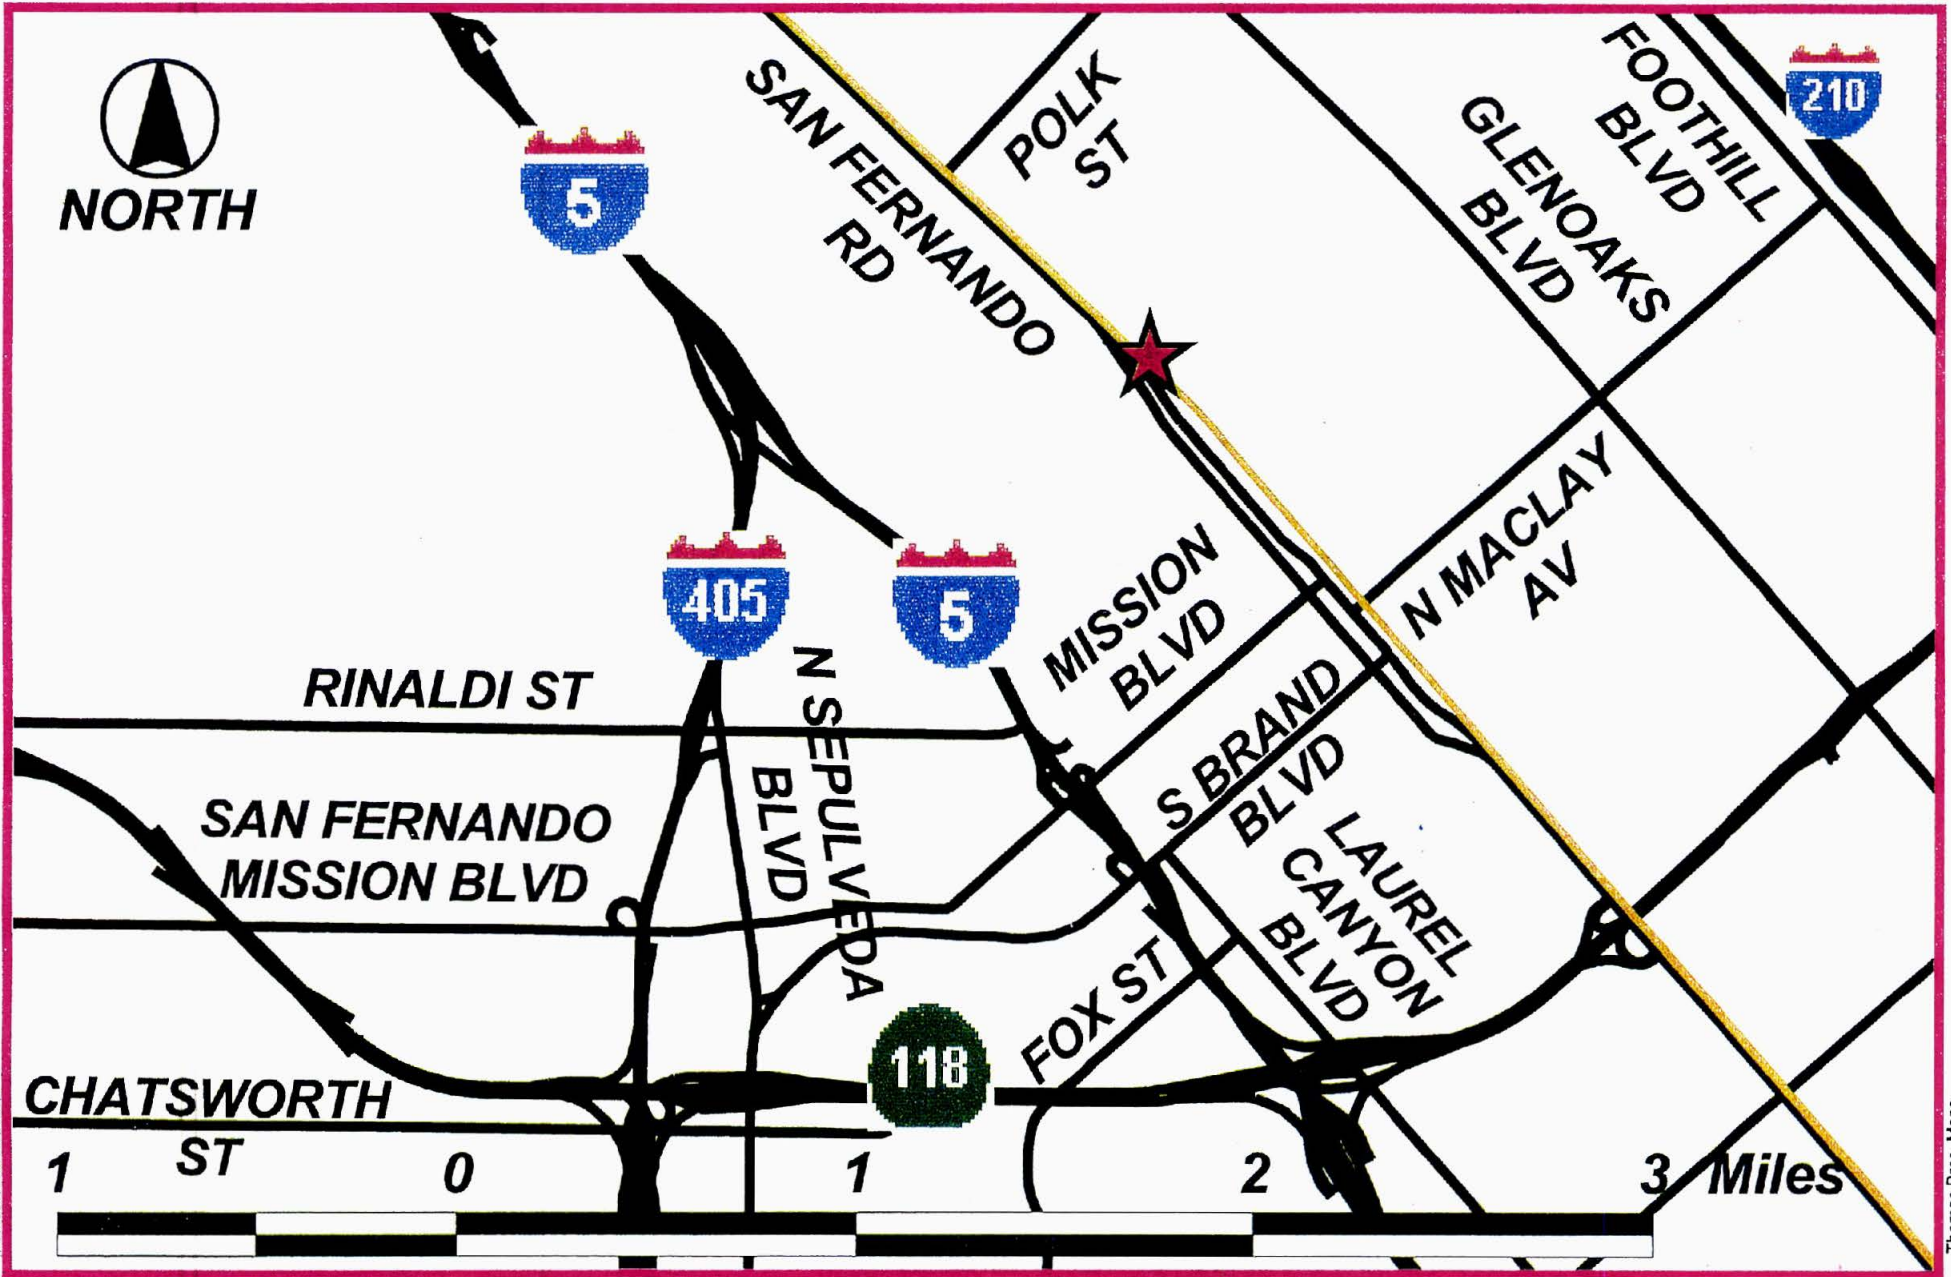 NORTH
5
SAN FERNANDO
RD
POLK
ST
FOOTHILL
BLVD
GLENOAKS
BLVD
210
405
5
MISSION
BLVD
N MACLAY
AV
RINALDI ST
N SEPULVEDA
BLVD
S BRAND
BLVD
SAN FERNANDO
MISSION BLVD
LAUREL
CANYON
BLVD
FOX ST
118
CHATSWORTH
ST
1 0 1 2 3 Miles